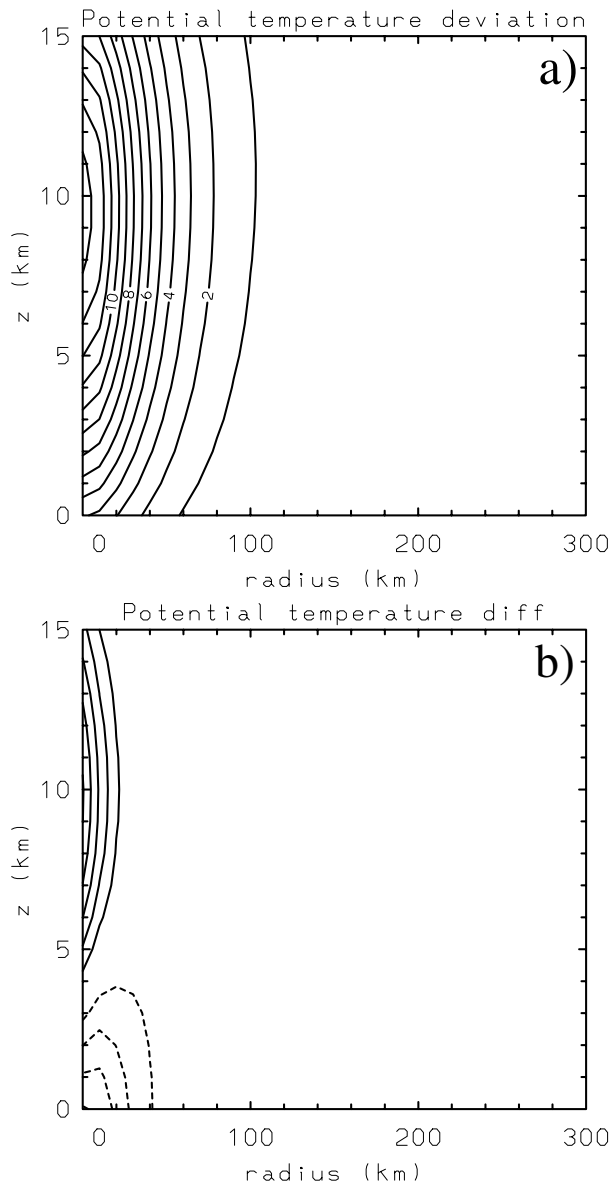 Potential temperature deviation
15
a)
10
10 8 6 4 2
5
0
z (km)
0 100 200 300
radius (km)
Potential temperature diff
15
b)
10
5
0
z (km)
0 100 200 300
radius (km)